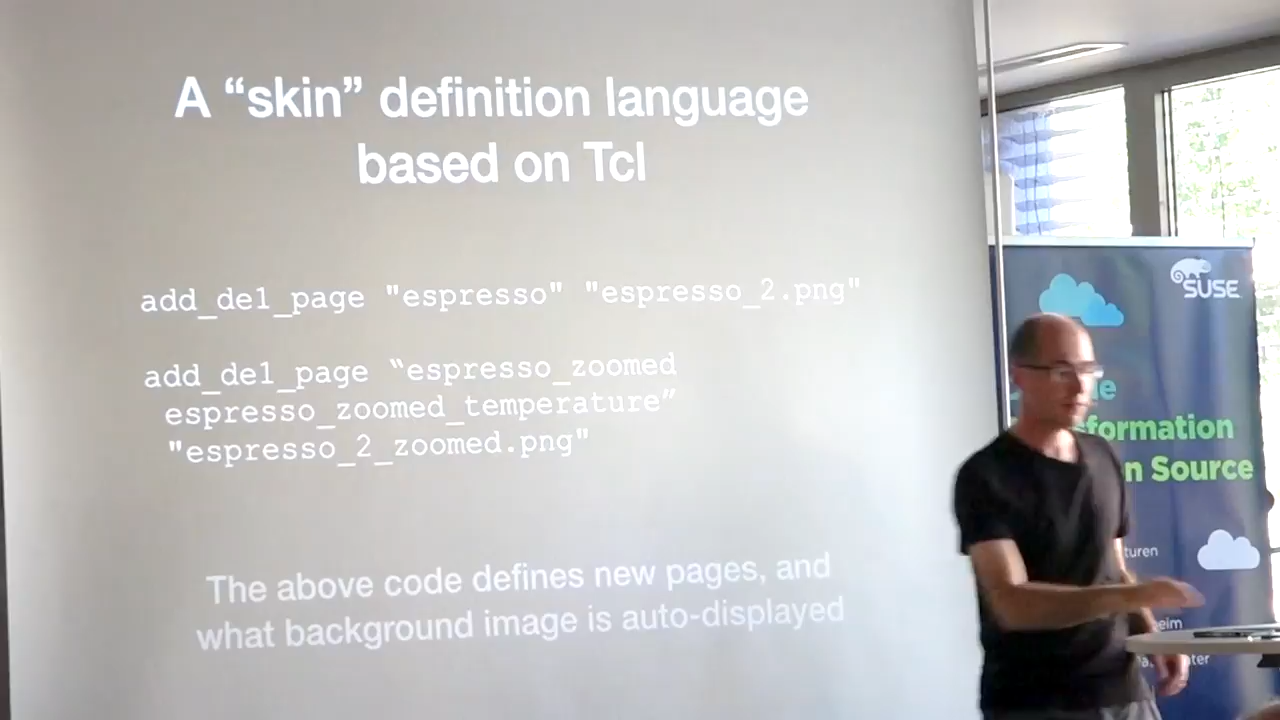 A “skin” definition language
based on Tcl
add_de1_page "espresso" "espresso_2.png"
add_de1_page “espresso_zoomed
espresso_zoomed_temperature”
"espresso_2_zoomed.png"
The above code defines new pages, and
what background image is auto-displayed
SUSE
formation
n Source